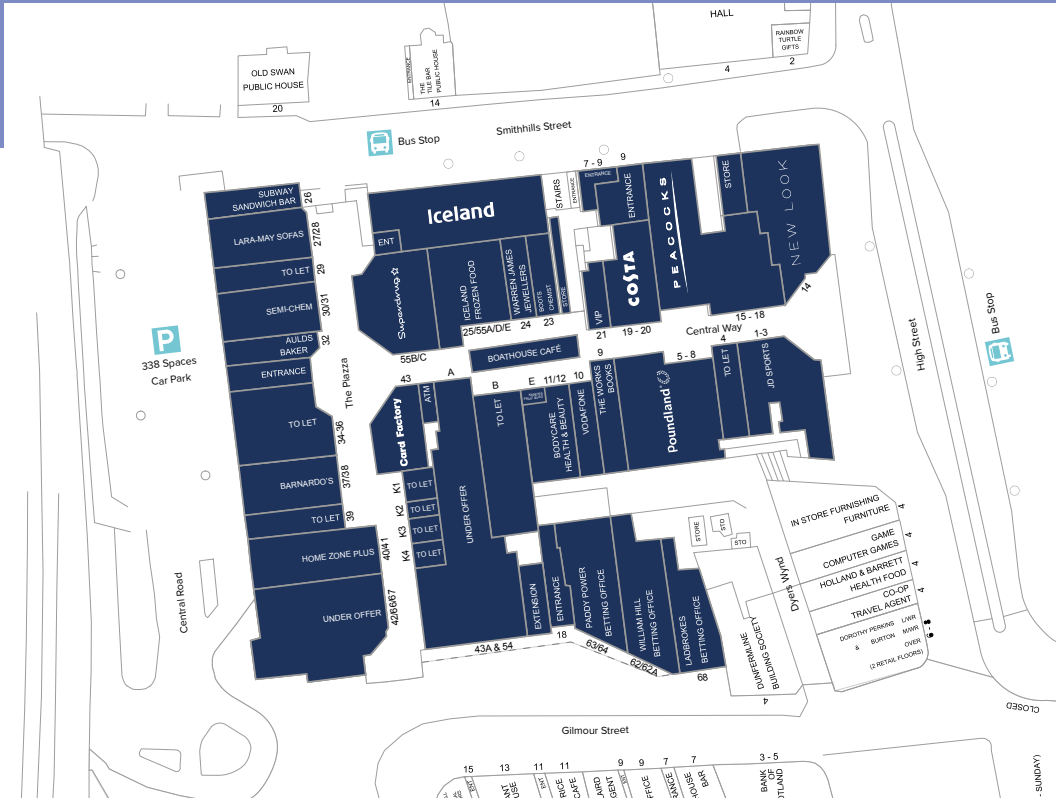 HALL
RAINBOW
TURTLE
GIFTS
4
2
OLD SWAN
PUBLIC HOUSE
20
ENTRANCE
THE
TILE BAR
PUBLIC HOUSE
14
Bus Stop
Smithhills Street
SUBWAY
SANDWICH BAR
26
LARA-MAY SOFAS
27/28
TO LET
29
SEMI-CHEM
30/31
AULDS
BAKER
32
ENTRANCE
TO LET
34-36
BARNARDO'S
37/38
TO LET
39
HOME ZONE PLUS
40/41
UNDER OFFER
42/66/67
P
338 Spaces
Car Park
The Piazza
Central Road
Iceland
ENT
Superdrug
55B/C
ICELAND
FROZEN FOOD
25/55A/D/E
WARREN JAMES
JEWELLERS
24
BOOTS
CHEMIST
23
STORE
STAIRS
ENTRANCE
7 - 9
ENTRANCE
9
ENTRANCE
VIP
21
COSTA
19 - 20
PEACOCKS
STORE
NEW LOOK
15 - 18
14
Central Way
BOATHOUSE CAFÉ
High Street
Bus Stop
43
ATM
Card Factory
A
UNDER OFFER
B
TO LET
E
11/12
BODYCARE
HEALTH & BEAUTY
10
VODAFONE
9
THE WORKS
BOOKS
5 - 8
Poundland
4
TO LET
1-3
JD SPORTS
K1
TO LET
K2
TO LET
K3
TO LET
K4
TO LET
43A & 54
EXTENSION
ENTRANCE
18
PADDY POWER
BETTING OFFICE
63/64
WILLIAM HILL
BETTING OFFICE
62/62A
LADBROKES
BETTING OFFICE
68
STORE
STO
STO
DUNFERMLINE
BUILDING SOCIETY
4
Dyers Wynd
IN STORE FURNISHING
FURNITURE
4
GAME
COMPUTER GAMES
4
HOLLAND & BARRETT
HEALTH FOOD
4
CO-OP
TRAVEL AGENT
4
DOROTHY PERKINS LWR
& BURTON M/WR
OVER
(2 RETAIL FLOORS)
6 - 8
CLOSED
Gilmour Street
15
13
11
11
9
9
7
7
3 - 5
BANK
OF
- SUNDAY)